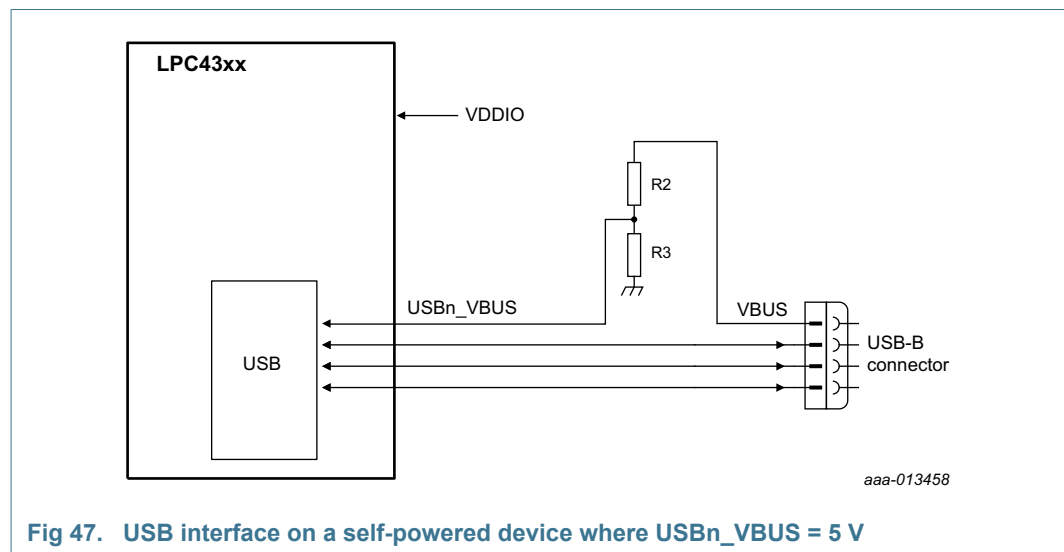 LPC43xx
VDDIO
R2
R3
USBn_VBUS
VBUS
USB
USB-B
connector
aaa-013458
Fig 47. USB interface on a self-powered device where USBn_VBUS = 5 V